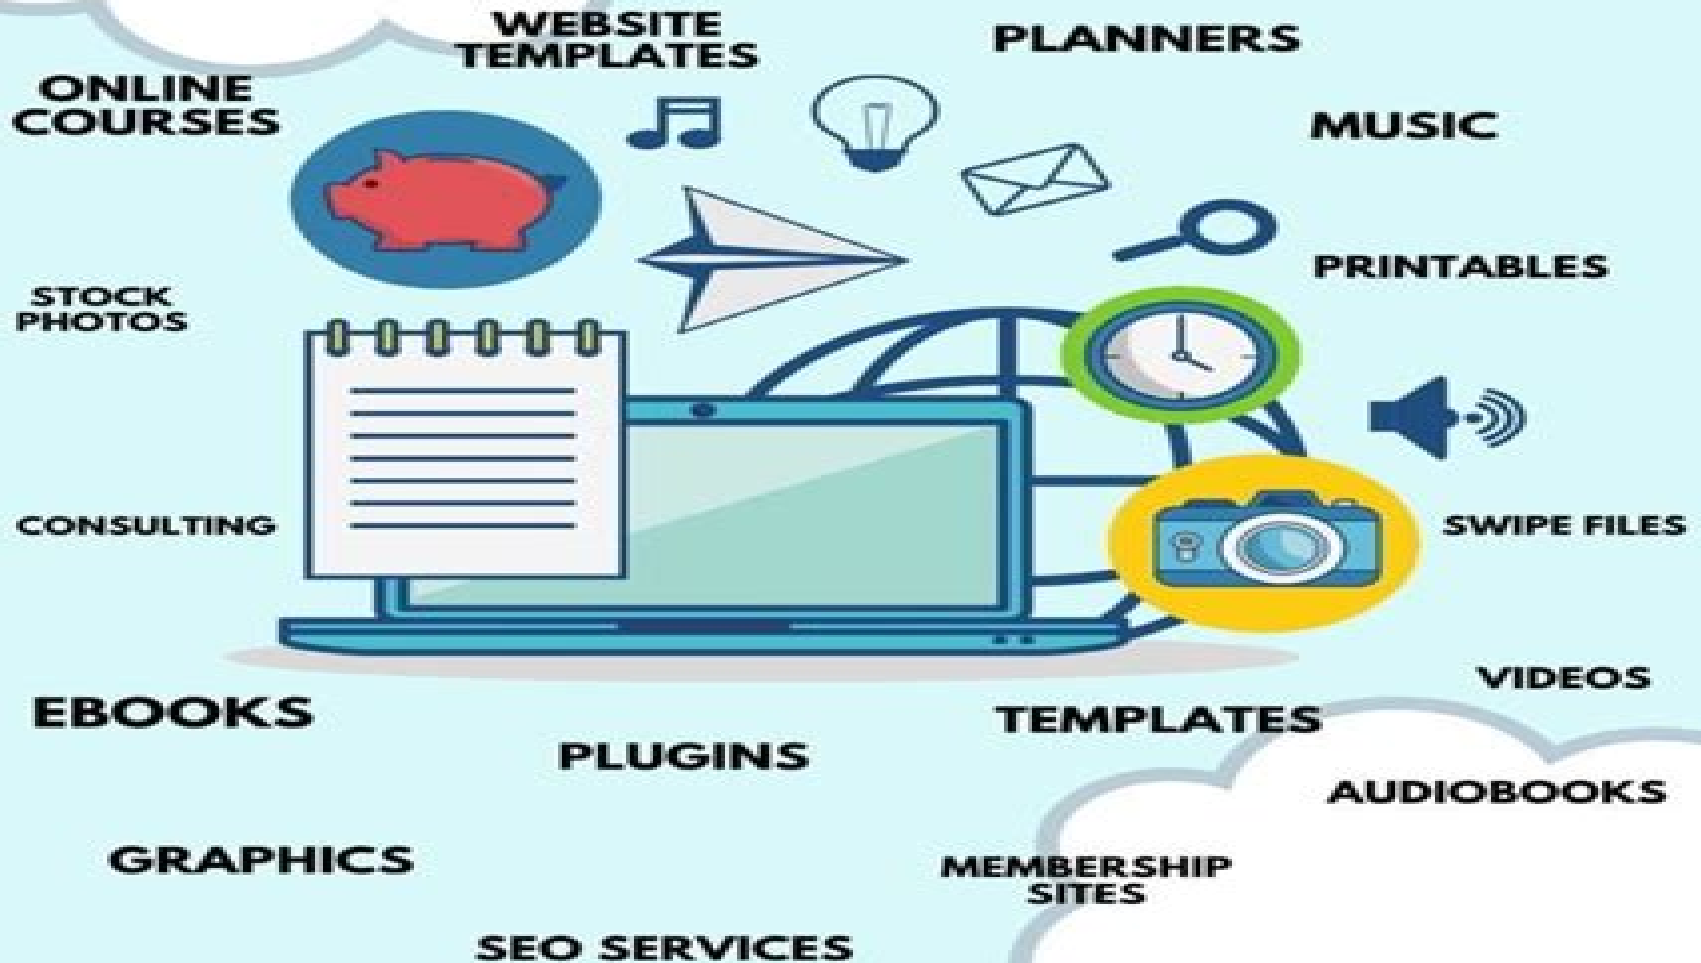 WEBSITE
TEMPLATES
PLANNERS
ONLINE
COURSES
MUSIC
PRINTABLES
STOCK
PHOTOS
CONSULTING
SWIPE FILES
VIDEOS
EBOOKS
TEMPLATES
PLUGINS
AUDIOBOOKS
GRAPHICS
MEMBERSHIP
SITES
SEO SERVICES